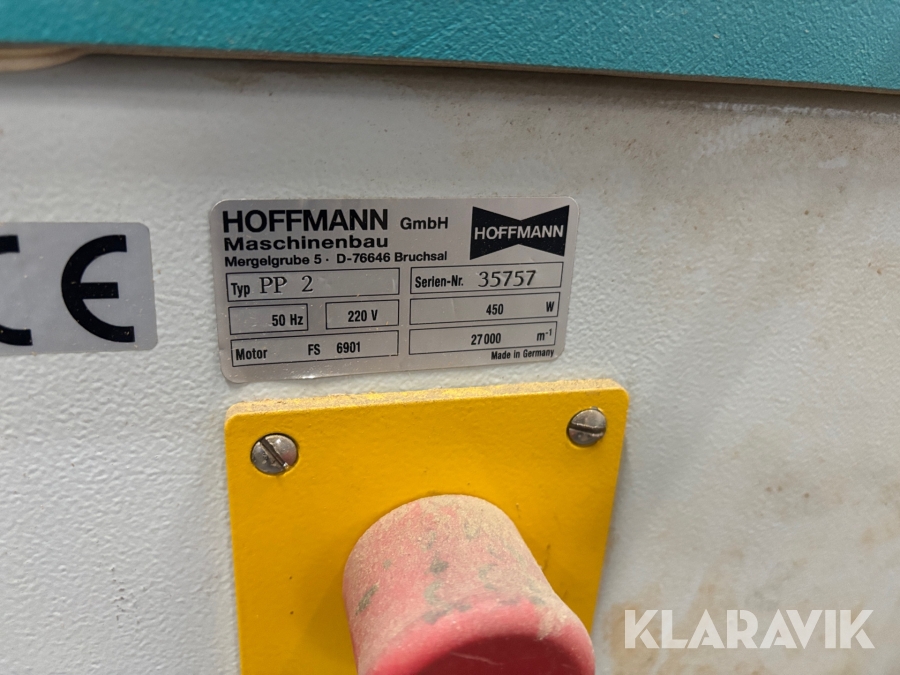 HOFFMANN GmbH
Maschinenbau
Mergelgrube 5 · D-76646 Bruchsal
HOFFMANN
Typ PP 2
Serien-Nr. 35757
50 Hz
220 V
450 W
Motor FS 6901
27000 m-1
Made in Germany
CE
KLARAVIK